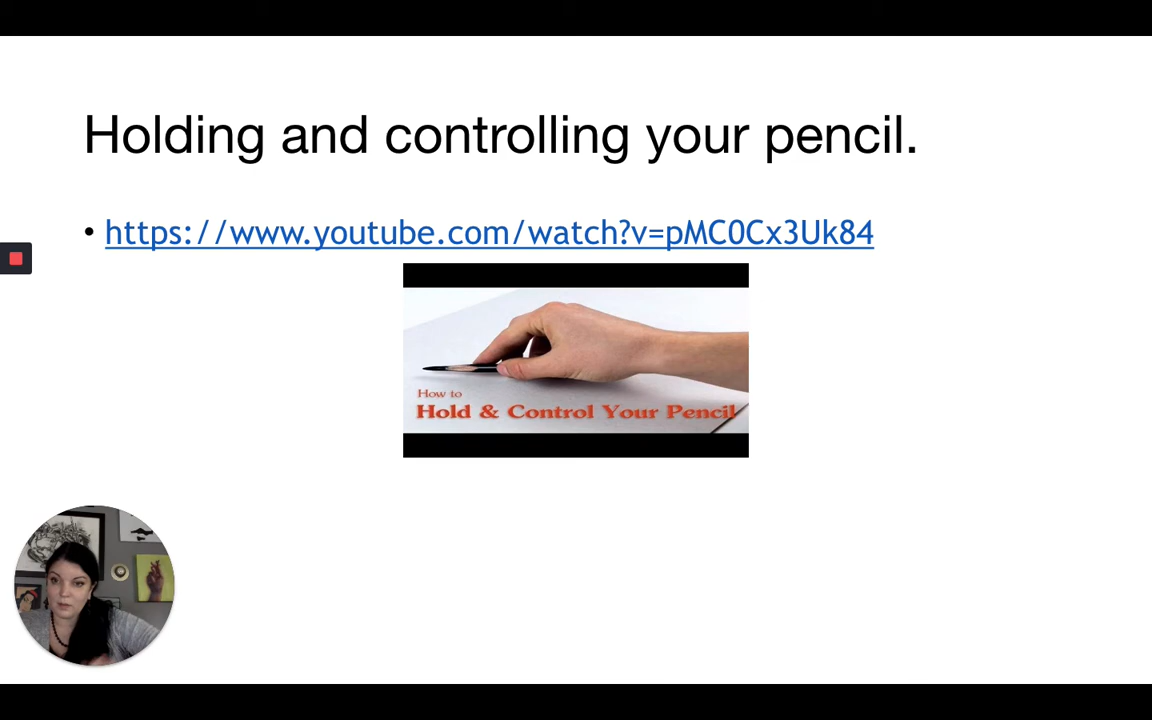 Holding and controlling your pencil.
• https://www.youtube.com/watch?v=pMC0Cx3Uk84
How to
Hold & Control Your Pencil